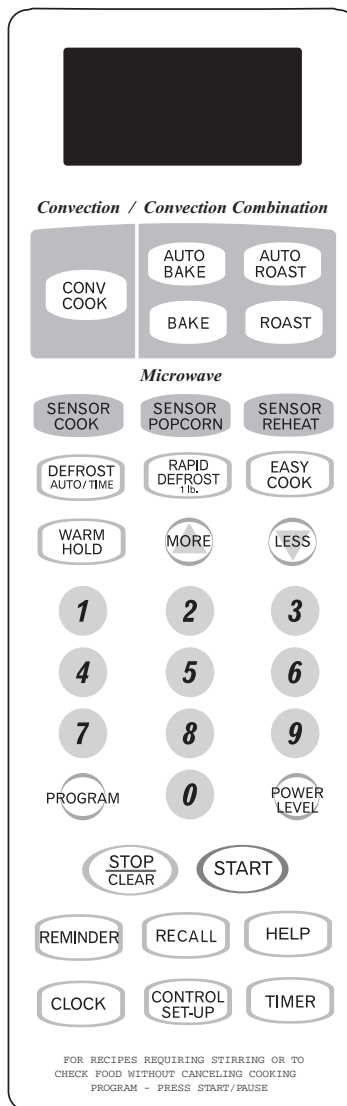 Convection / Convection Combination
CONV
COOK
AUTO
BAKE
AUTO
ROAST
BAKE
ROAST
Microwave
SENSOR
COOK
SENSOR
POPCORN
SENSOR
REHEAT
DEFROST
AUTO/TIME
RAPID
DEFROST
1 lb.
EASY
COOK
WARM
HOLD
MORE
LESS
1
2
3
4
5
6
7
8
9
PROGRAM
0
POWER
LEVEL
STOP
CLEAR
START
REMINDER
RECALL
HELP
CLOCK
CONTROL
SET-UP
TIMER
FOR RECIPES REQUIRING STIRRING OR TO
CHECK FOOD WITHOUT CANCELING COOKING
PROGRAM - PRESS START/PAUSE